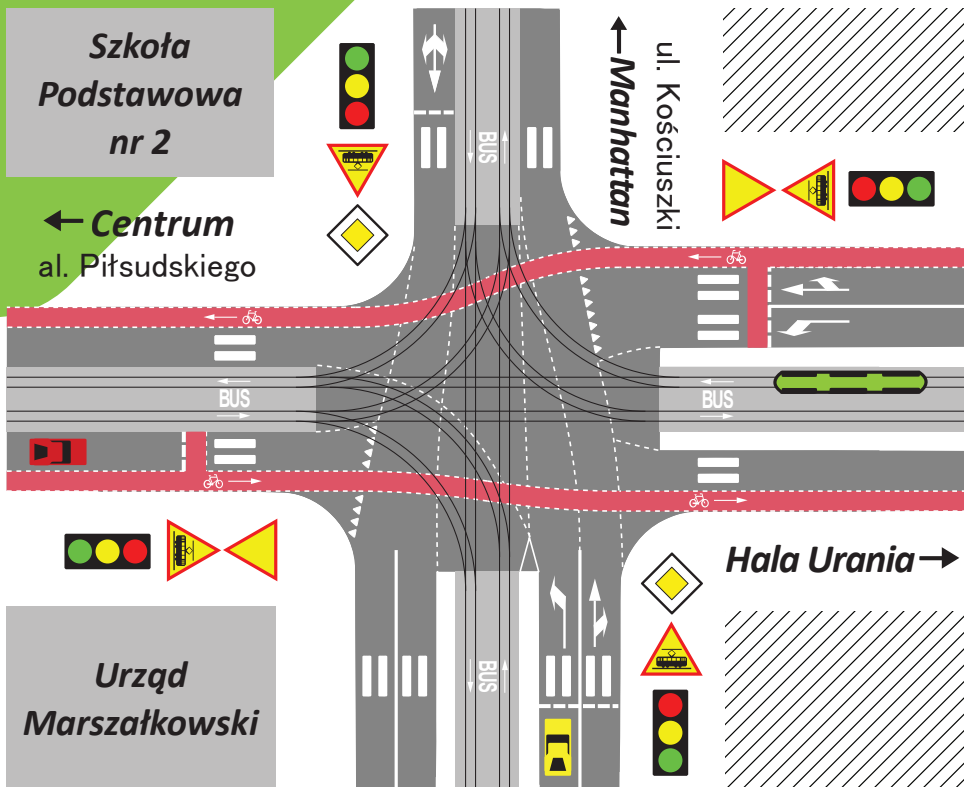 Szkoła
Podstawowa
nr 2
← Centrum
al. Piłsudskiego
← Manhattan
ul. Kościuszki
BUS
BUS
BUS
BUS
Hala Urania →
Urząd
Marszałkowski